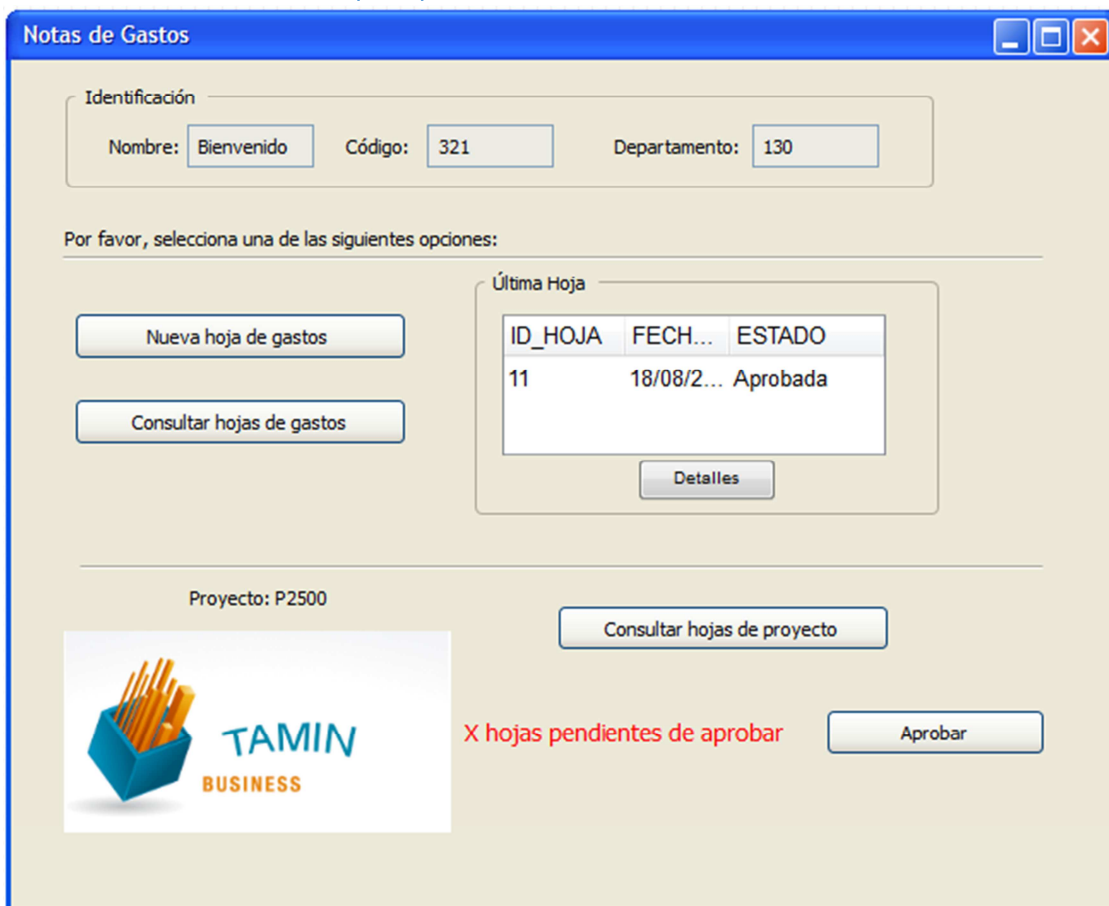 Notas de Gastos
Identificación
Nombre: Bienvenido Código: 321 Departamento: 130
Por favor, selecciona una de las siguientes opciones:
Última Hoja
Nueva hoja de gastos
Consultar hojas de gastos
ID_HOJA FECH... ESTADO
11 18/08/2... Aprobada
Detalles
Proyecto: P2500
Consultar hojas de proyecto
TAMIN
BUSINESS
X hojas pendientes de aprobar
Aprobar